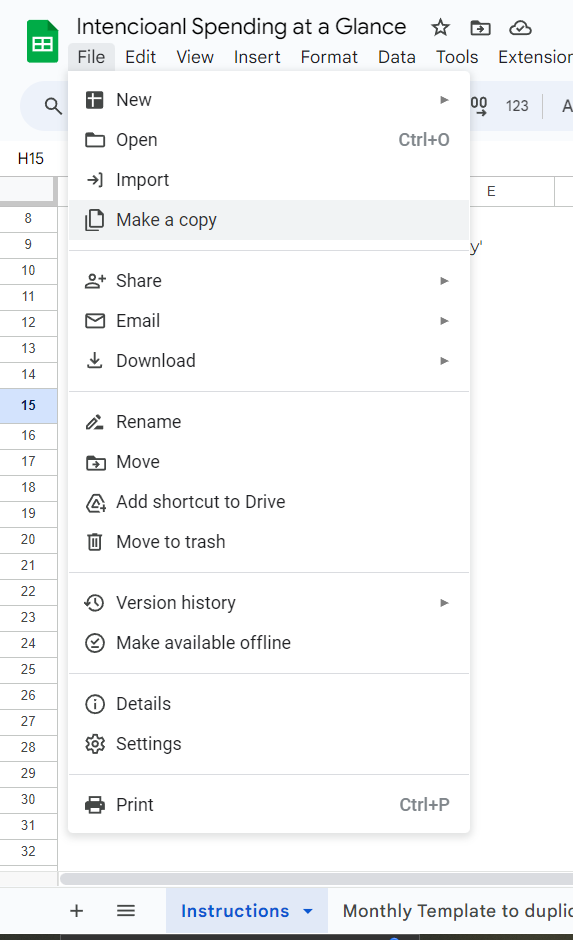 Intencioanl Spending at a Glance
File Edit View Insert Format Data Tools
123
H15
E
8
9
y'
10
11
12
13
14
15
16
17
18
19
20
21
22
23
24
25
26
27
28
29
30
31
32
New
Open Ctrl+O
Import
Make a copy
Share
Email
Download
Rename
Move
Add shortcut to Drive
Move to trash
Version history
Make available offline
Details
Settings
Print Ctrl+P
Instructions Monthly Template to